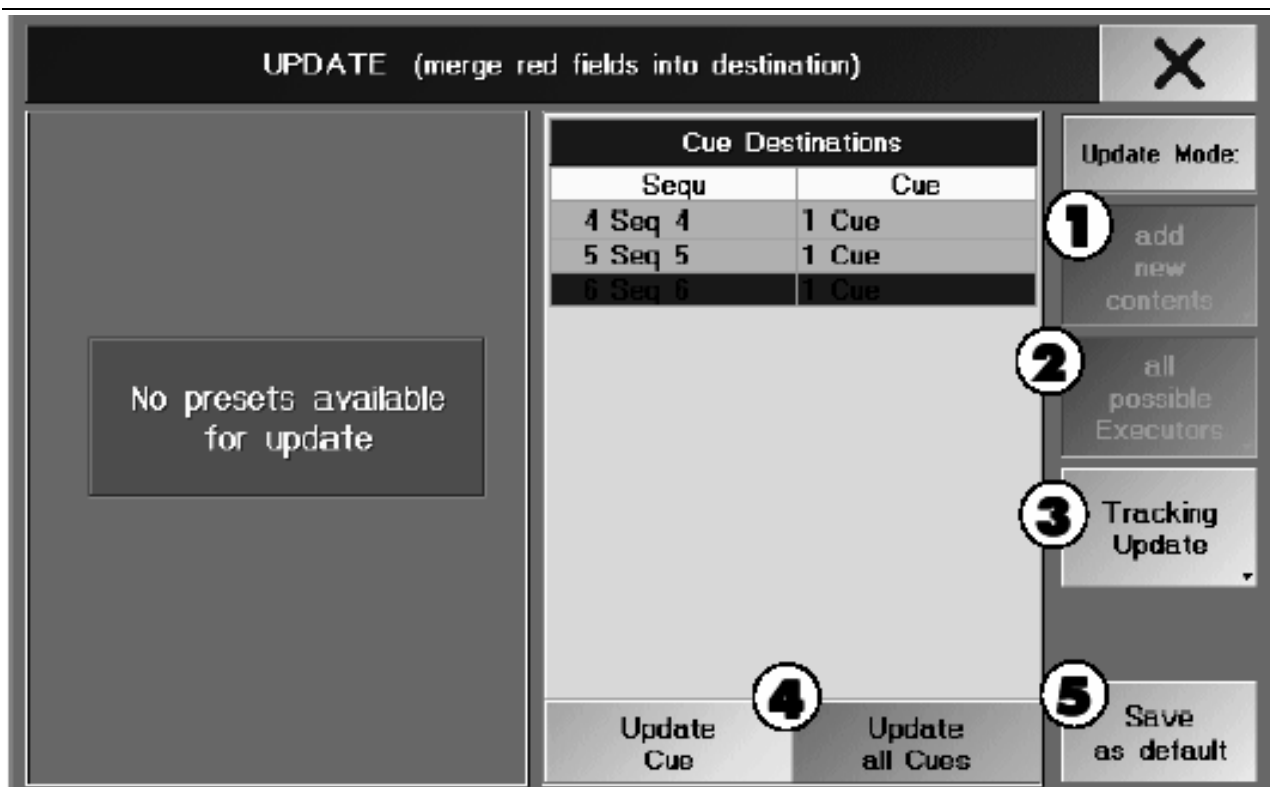 UPDATE (merge red fields into destination)
No presets available
for update
Cue Destinations
Sequ Cue
4 Seq 4 1 Cue
5 Seq 5 1 Cue
6 Seq 6 1 Cue
Update
Cue
4
Update
all Cues
Update Mode:
1
add
new
contents
2
all
possible
Executors
3
Tracking
Update
5
Save
as default